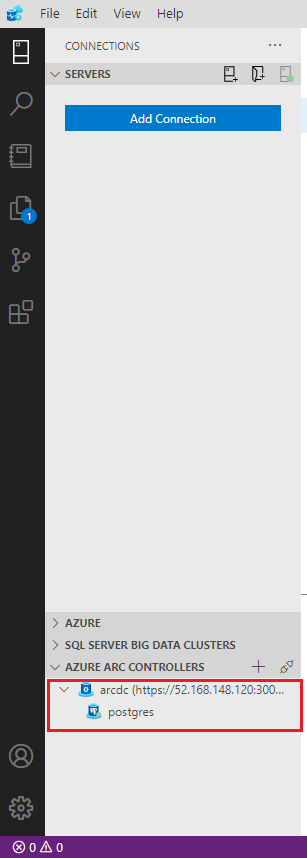 File Edit View Help
CONNECTIONS ...
SERVERS
Add Connection
1
AZURE
SQL SERVER BIG DATA CLUSTERS
AZURE ARC CONTROLLERS
arcdc (https://52.168.148.120:300...
postgres
0 0